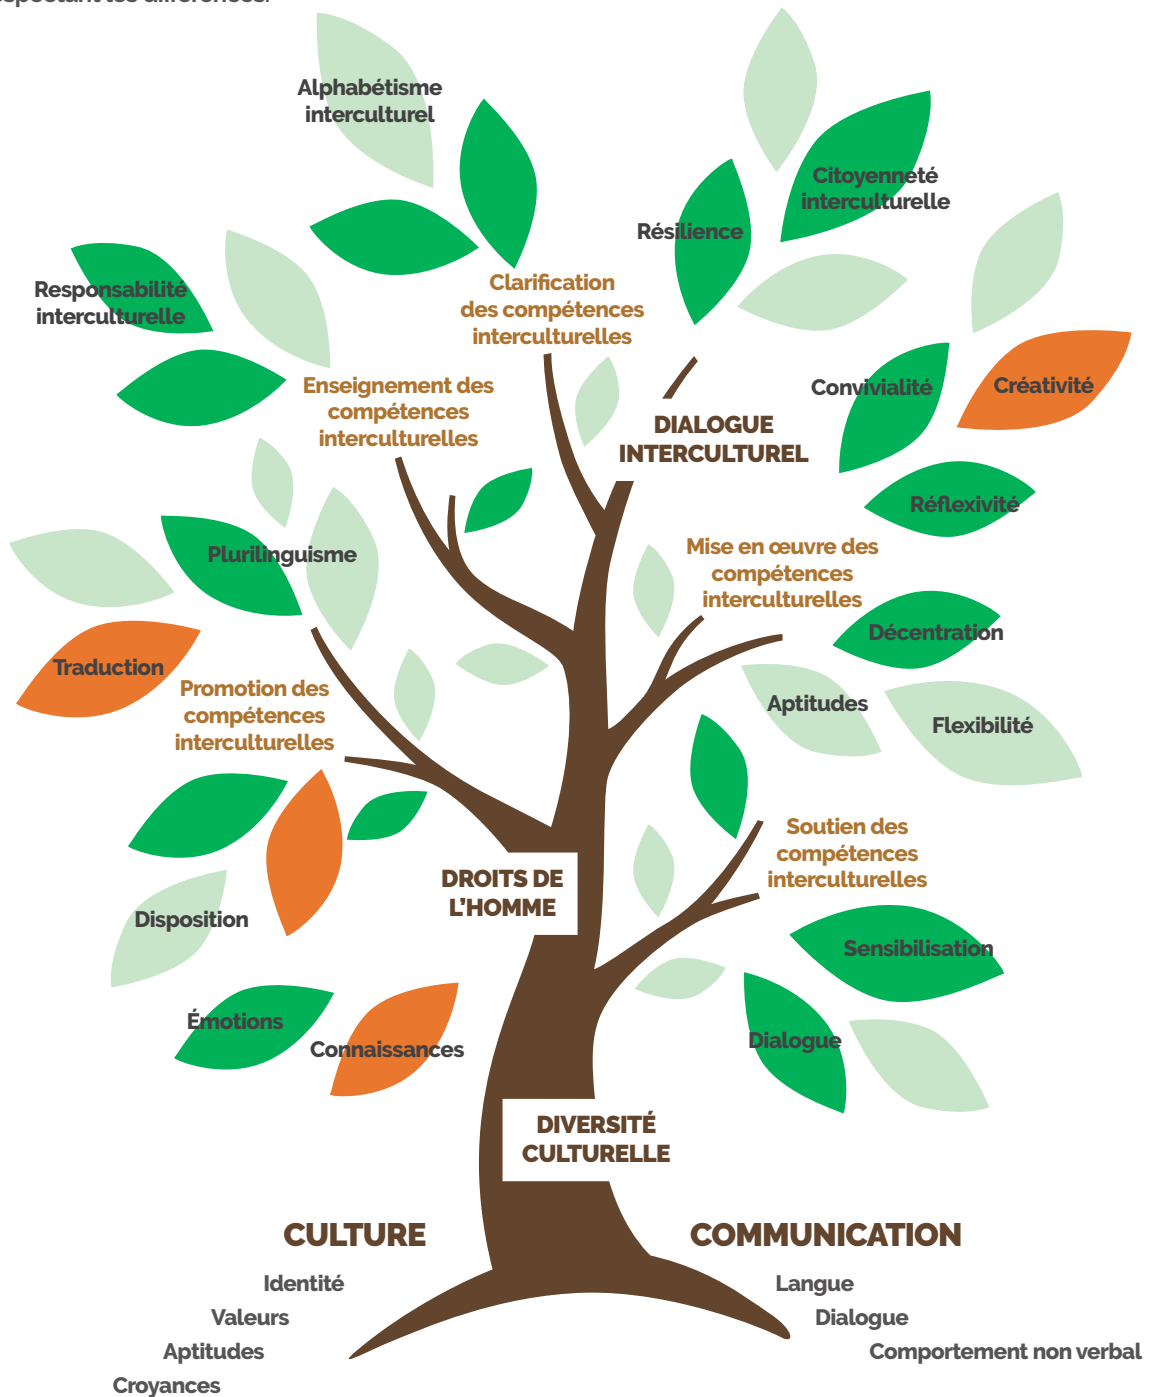 respectant les différences.
Alphabétisme
interculturel
Citoyenneté
interculturelle
Résilience
Responsabilité
interculturelle
Clarification
des compétences
interculturelles
Enseignement des
compétences
interculturelles
Convivialité
Créativité
DIALOGUE
INTERCULTUREL
Réflexivité
Plurilinguisme
Mise en œuvre des
compétences
interculturelles
Décentration
Traduction
Promotion des
compétences
interculturelles
Aptitudes
Flexibilité
Soutien des
compétences
interculturelles
DROITS DE
L'HOMME
Disposition
Sensibilisation
Émotions
Connaissances
Dialogue
DIVERSITÉ
CULTURELLE
CULTURE
Identité
Valeurs
Aptitudes
Croyances
COMMUNICATION
Langue
Dialogue
Comportement non verbal